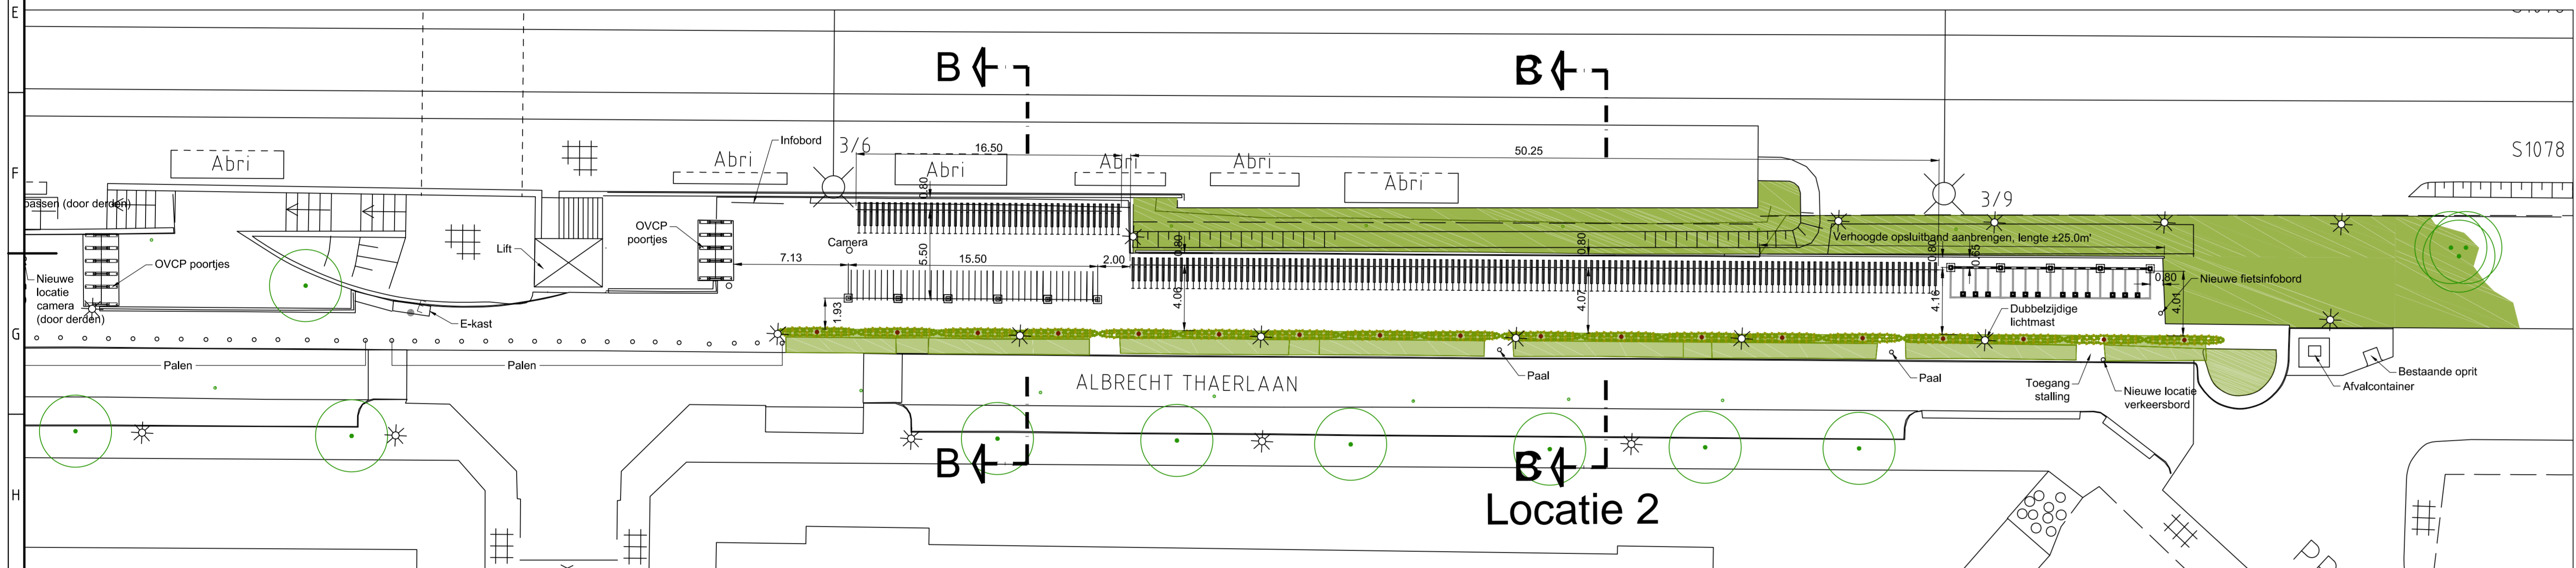 E
B
C
Infobord
3/6
16.50
50.25
S1078
F
Abri
Abri
Abri
Abri
Abri
Abri
0.80
3/9
passen (door derden)
OVCP
poortjes
Lift
Camera
OVCP poortjes
7.13
5.50
15.50
2.00
0.80
0.80
Verhoogde opsluitband aanbrengen, lengte ±25.0m'
0.80
0.65
0.80
Nieuwe
locatie
camera
(door derden)
Nieuwe fietsinfobord
1.93
4.06
4.07
4.16
4.01
Dubbelzijdige
lichtmast
E-kast
G
Palen
Palen
ALBRECHT THAERLAAN
Paal
Paal
Toegang
stalling
Nieuwe locatie
verkeersbord
Bestaande oprit
Afvalcontainer
B
C
H
Locatie 2